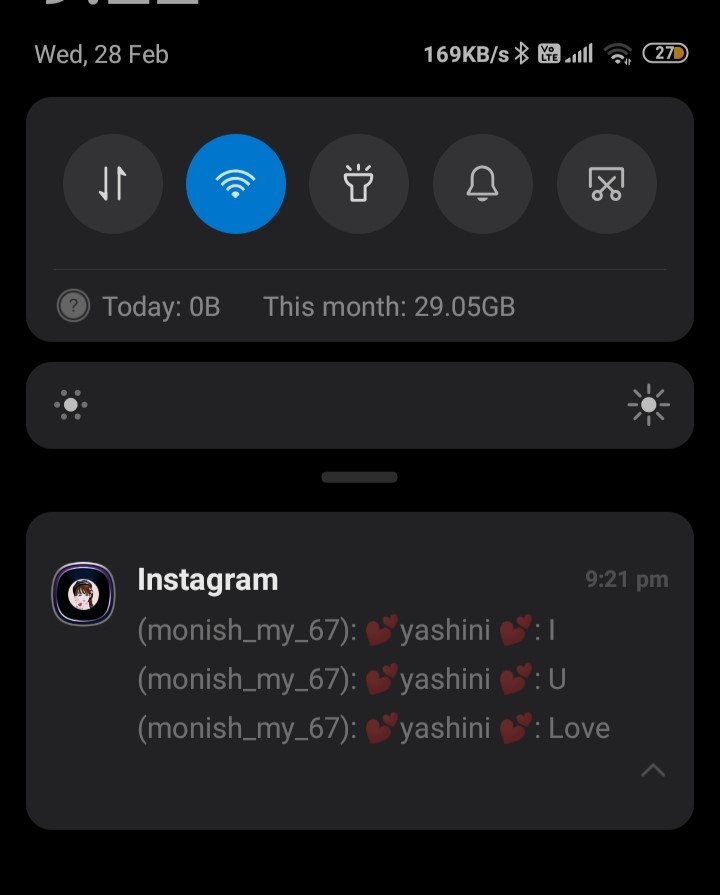 Wed, 28 Feb 169KB/s Vo LTE 27
? Today: 0B This month: 29.05GB
Instagram 9:21 pm
(monish_my_67): 💕yashini 💕: I
(monish_my_67): 💕yashini 💕: U
(monish_my_67): 💕yashini 💕: Love